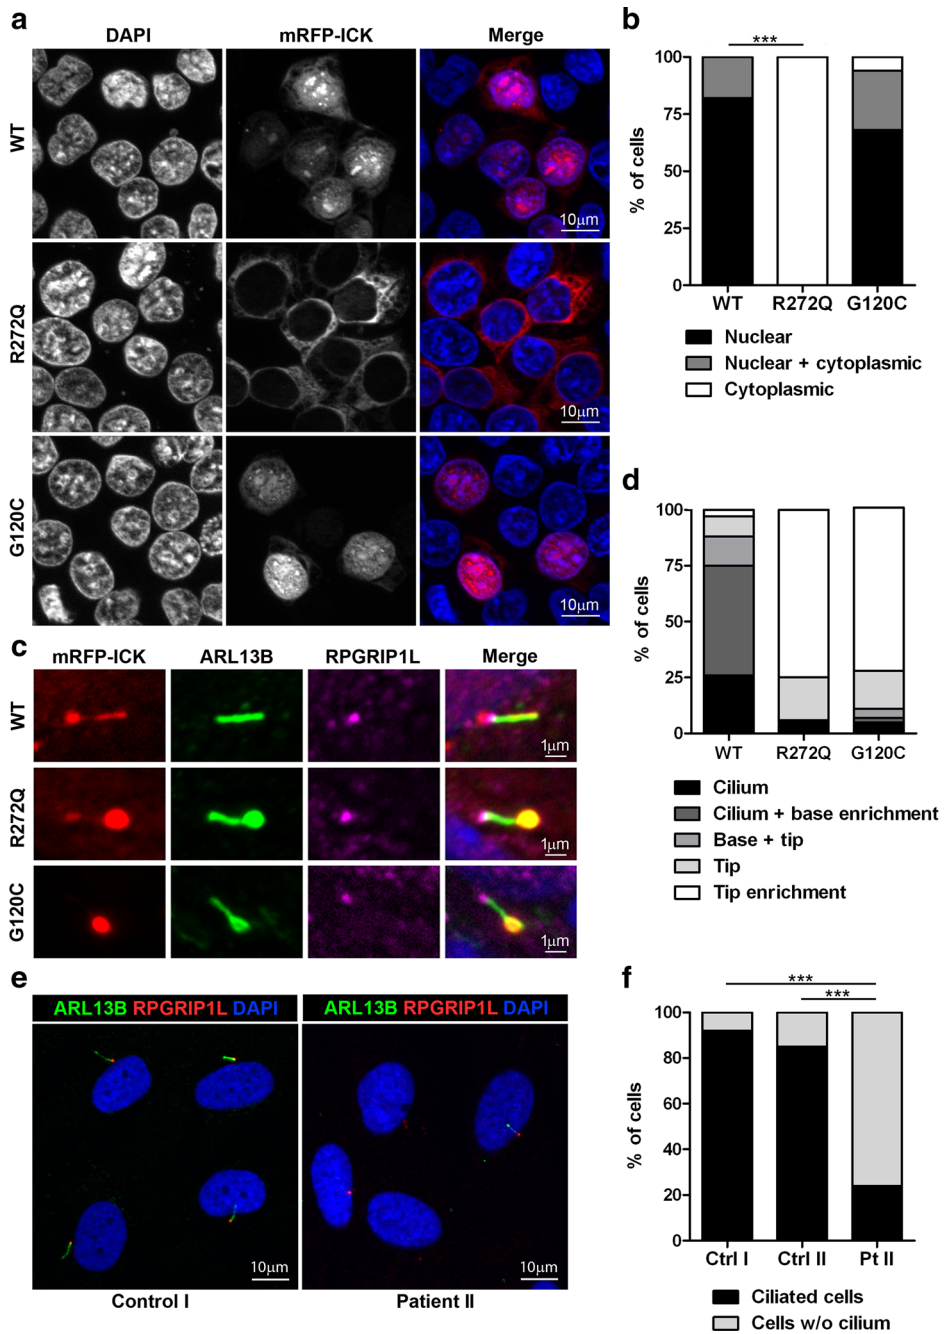 a
DAPI mRFP-ICK Merge
WT
10µm
R272Q
10µm
G120C
10µm
b
***
% of cells
100
75
50
25
0
WT R272Q G120C
Nuclear
Nuclear + cytoplasmic
Cytoplasmic
c
mRFP-ICK ARL13B RPGRIP1L Merge
WT
1µm
R272Q
1µm
G120C
1µm
d
% of cells
100
75
50
25
0
WT R272Q G120C
Cilium
Cilium + base enrichment
Base + tip
Tip
Tip enrichment
e
ARL13B RPGRIP1L DAPI
ARL13B RPGRIP1L DAPI
10µm
10µm
Control I
Patient II
f
***
***
% of cells
100
80
60
40
20
0
Ctrl I Ctrl II Pt II
Ciliated cells
Cells w/o cilium